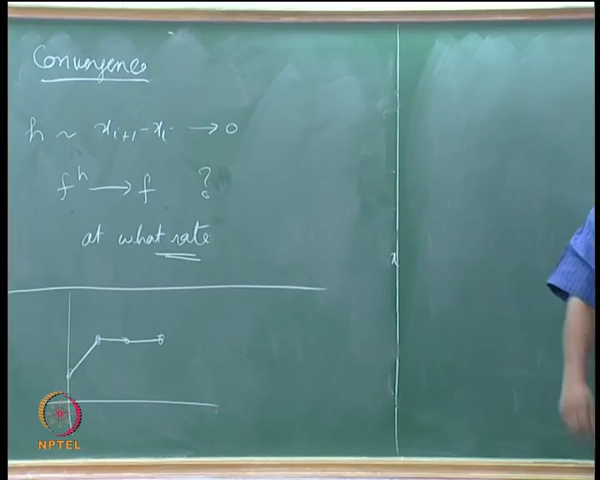 Convergence
h ~ x_{i+1} - x_i → 0
f^h → f ?
at what rate
NPTEL